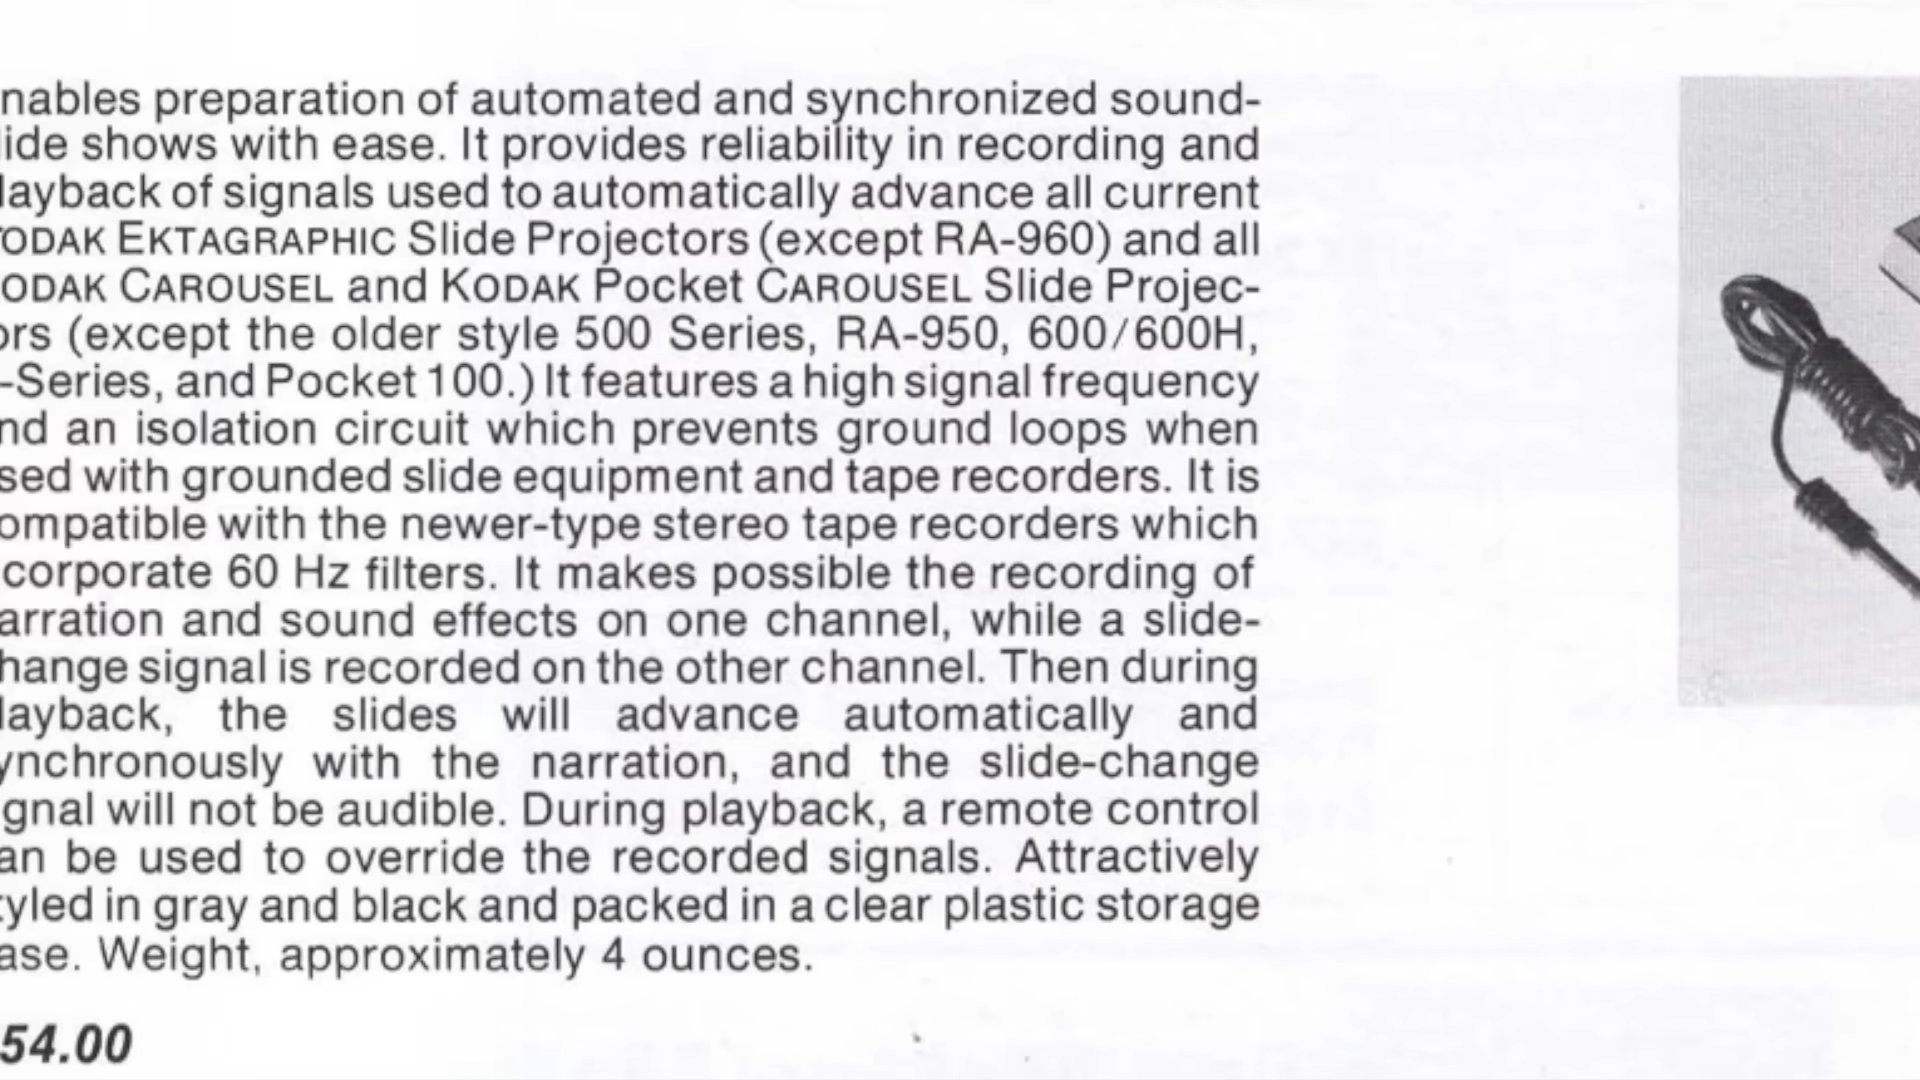 nables preparation of automated and synchronized sound-
lide shows with ease. It provides reliability in recording and
layback of signals used to automatically advance all current
ODAK EKTAGRAPHIC Slide Projectors (except RA-960) and all
ODAK CAROUSEL and KODAK Pocket CAROUSEL Slide Projec-
ors (except the older style 500 Series, RA-950, 600/600H,
-Series, and Pocket 100.) It features a high signal frequency
nd an isolation circuit which prevents ground loops when
sed with grounded slide equipment and tape recorders. It is
ompatible with the newer-type stereo tape recorders which
corporate 60 Hz filters. It makes possible the recording of
arration and sound effects on one channel, while a slide-
hange signal is recorded on the other channel. Then during
layback, the slides will advance automatically and
ynchronously with the narration, and the slide-change
gnal will not be audible. During playback, a remote control
an be used to override the recorded signals. Attractively
tyled in gray and black and packed in a clear plastic storage
ase. Weight, approximately 4 ounces.
54.00